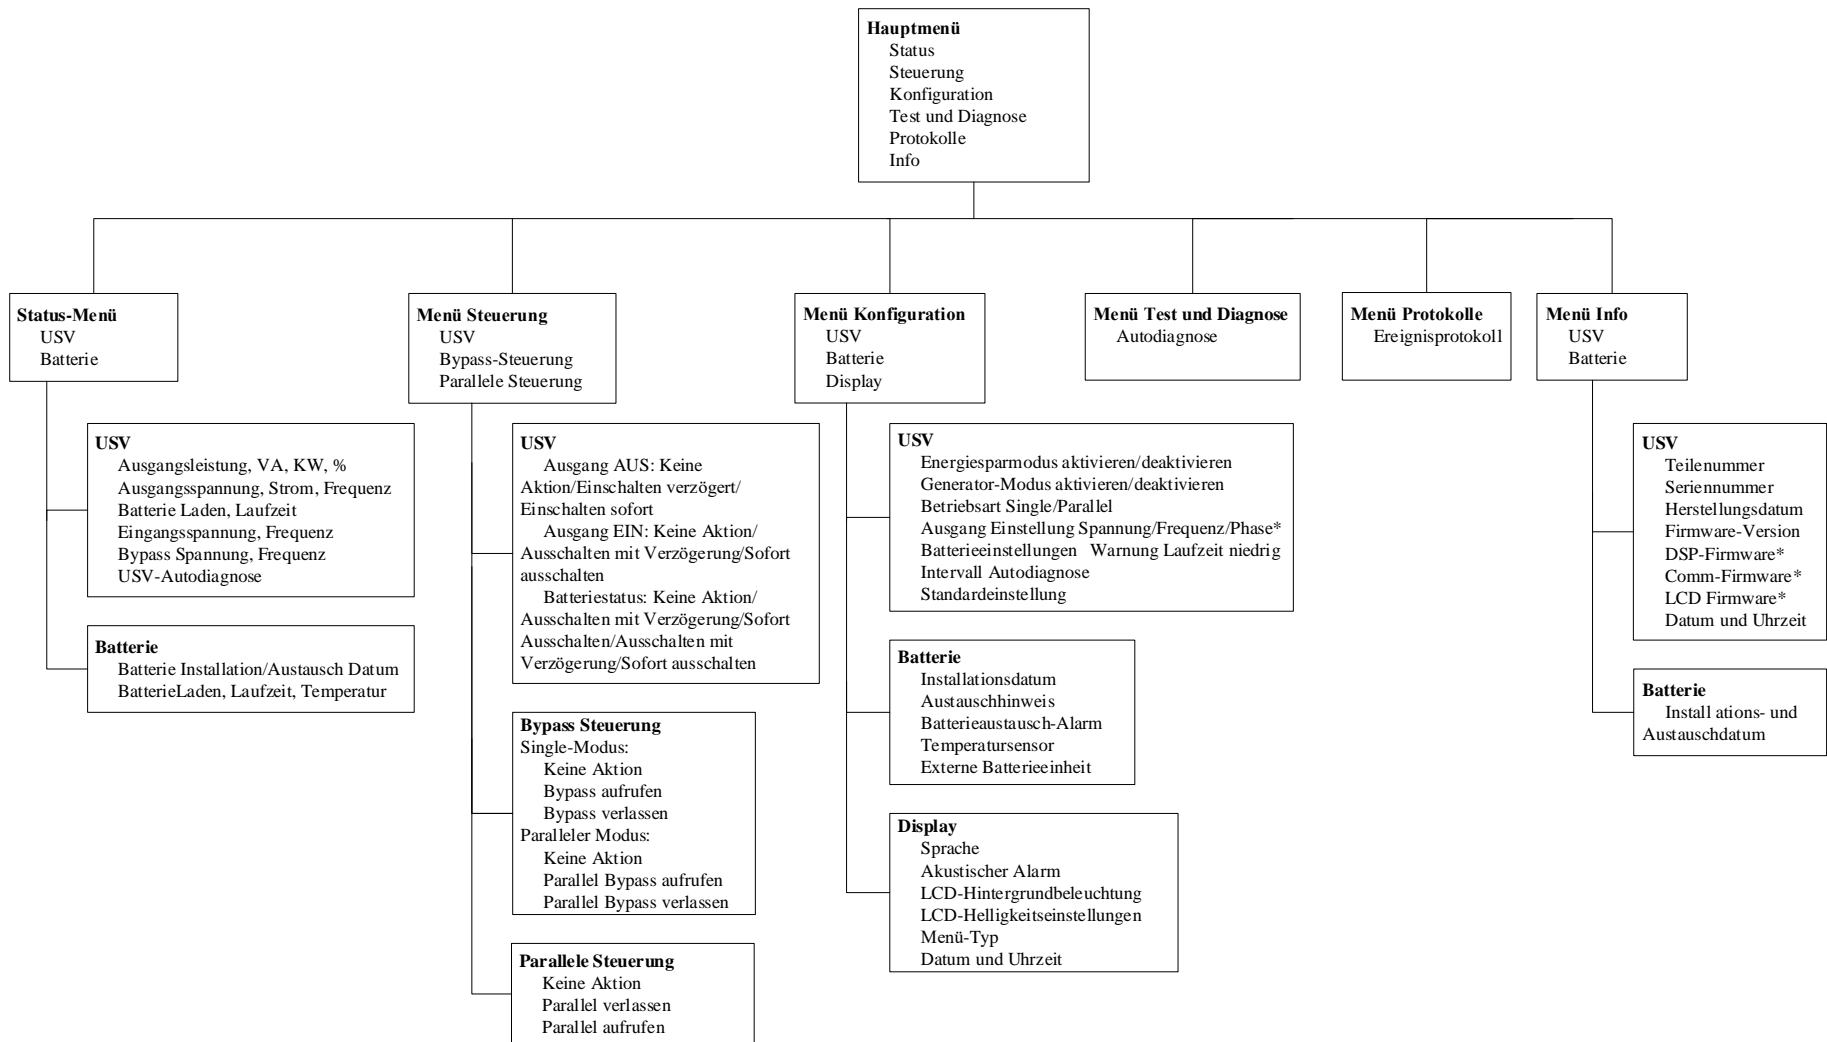 Hauptmenü
Status
Steuerung
Konfiguration
Test und Diagnose
Protokolle
Info
Status-Menü
USV
Batterie
USV
Ausgangsleistung, VA, KW, %
Ausgangsspannung, Strom, Frequenz
Batterie Laden, Laufzeit
Eingangsspannung, Frequenz
Bypass Spannung, Frequenz
USV-Autodiagnose
Batterie
Batterie Installation/Austausch Datum
BatterieLaden, Laufzeit, Temperatur
Menü Steuerung
USV
Bypass-Steuerung
Parallele Steuerung
USV
Ausgang AUS: Keine
Aktion/Einschalten verzögert/
Einschalten sofort
Ausgang EIN: Keine Aktion/
Ausschalten mit Verzögerung/Sofort
ausschalten
Batteriestatus: Keine Aktion/
Ausschalten mit Verzögerung/Sofort
Ausschalten/Ausschalten mit
Verzögerung/Sofort ausschalten
Bypass Steuerung
Single-Modus:
Keine Aktion
Bypass aufrufen
Bypass verlassen
Paralleler Modus:
Keine Aktion
Parallel Bypass aufrufen
Parallel Bypass verlassen
Parallele Steuerung
Keine Aktion
Parallel verlassen
Parallel aufrufen
Menü Konfiguration
USV
Batterie
Display
USV
Energiesparmodus aktivieren/deaktivieren
Generator-Modus aktivieren/deaktivieren
Betriebsart Single/Parallel
Ausgang Einstellung Spannung/Frequenz/Phase*
Batterieeinstellungen Warnung Laufzeit niedrig
Intervall Autodiagnose
Standardeinstellung
Batterie
Installationsdatum
Austauschhinweis
Batterieaustausch-Alarm
Temperatursensor
Externe Batterieeinheit
Display
Sprache
Akustischer Alarm
LCD-Hintergrundbeleuchtung
LCD-Helligkeitseinstellungen
Menü-Typ
Datum und Uhrzeit
Menü Test und Diagnose
Autodiagnose
Menü Protokolle
Ereignisprotokoll
Menü Info
USV
Batterie
USV
Teilenummer
Seriennummer
Herstellungsdatum
Firmware-Version
DSP-Firmware*
Comm-Firmware*
LCD Firmware*
Datum und Uhrzeit
Batterie
Install ations- und
Austauschdatum